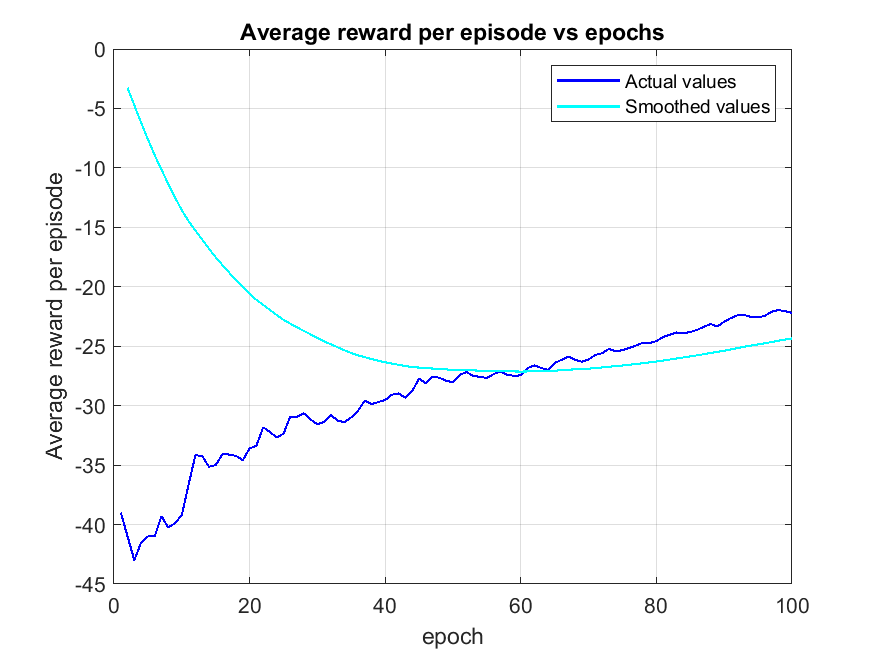 Average reward per episode vs epochs
Actual values
Smoothed values
Average reward per episode
0
-5
-10
-15
-20
-25
-30
-35
-40
-45
0 20 40 60 80 100
epoch